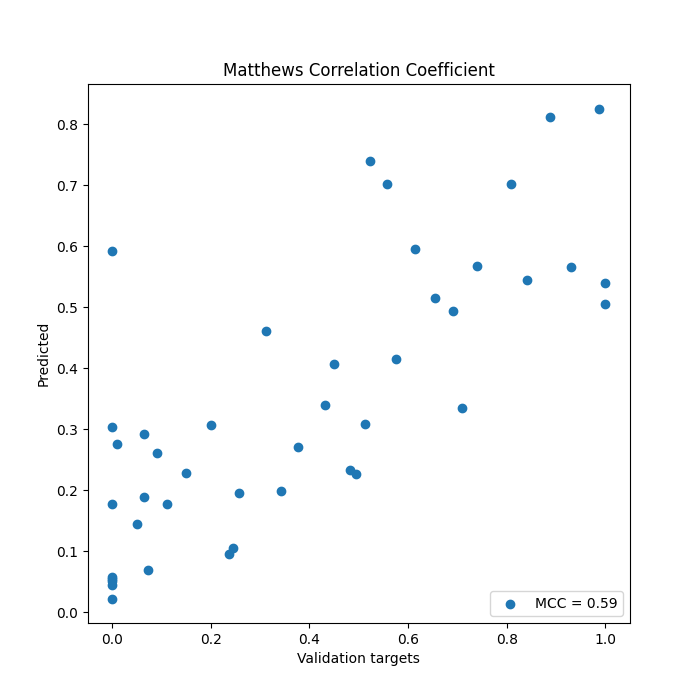 Matthews Correlation Coefficient
0.8
0.7
0.6
0.5
0.4
0.3
0.2
0.1
0.0
Predicted
MCC = 0.59
0.0 0.2 0.4 0.6 0.8 1.0
Validation targets